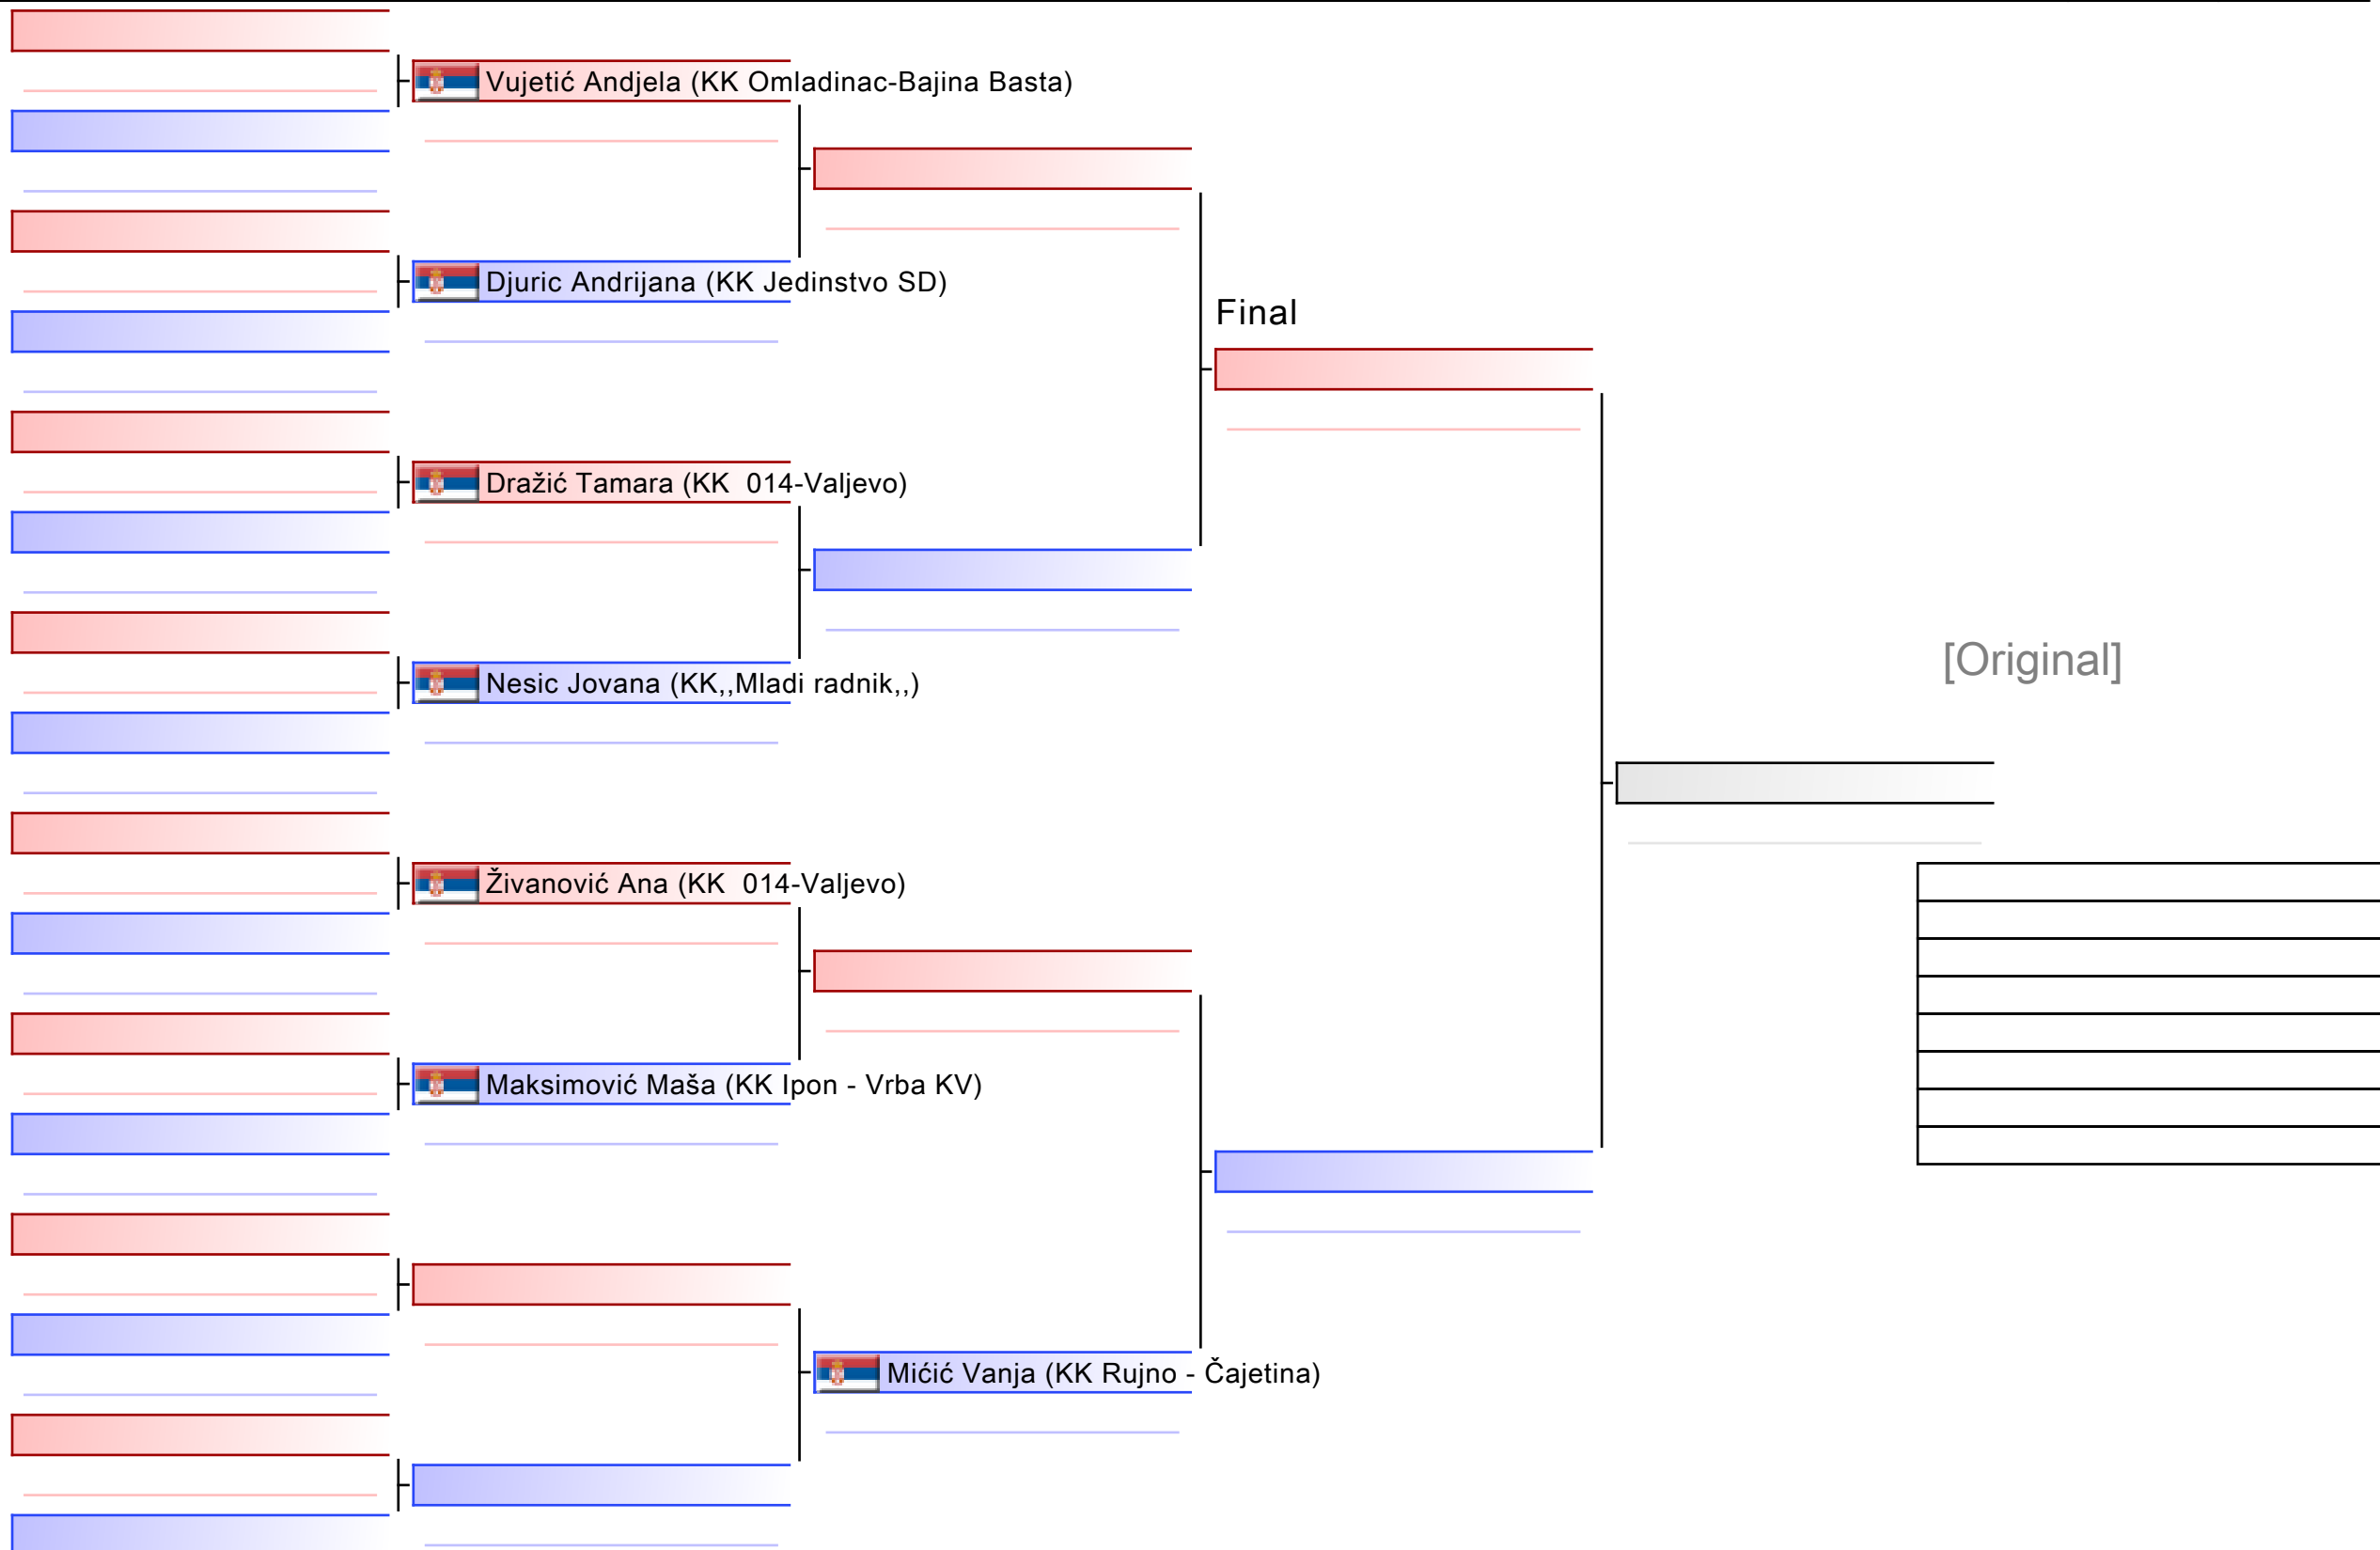 Vujetić Andjela (KK Omladinac-Bajina Basta)
Djuric Andrijana (KK Jedinstvo SD)
Final
Dražić Tamara (KK  014-Valjevo)
[Original]
Nesic Jovana (KK,,Mladi radnik,,)
Živanović Ana (KK  014-Valjevo)
Maksimović Maša (KK Ipon - Vrba KV)
Mićić Vanja (KK Rujno - Čajetina)